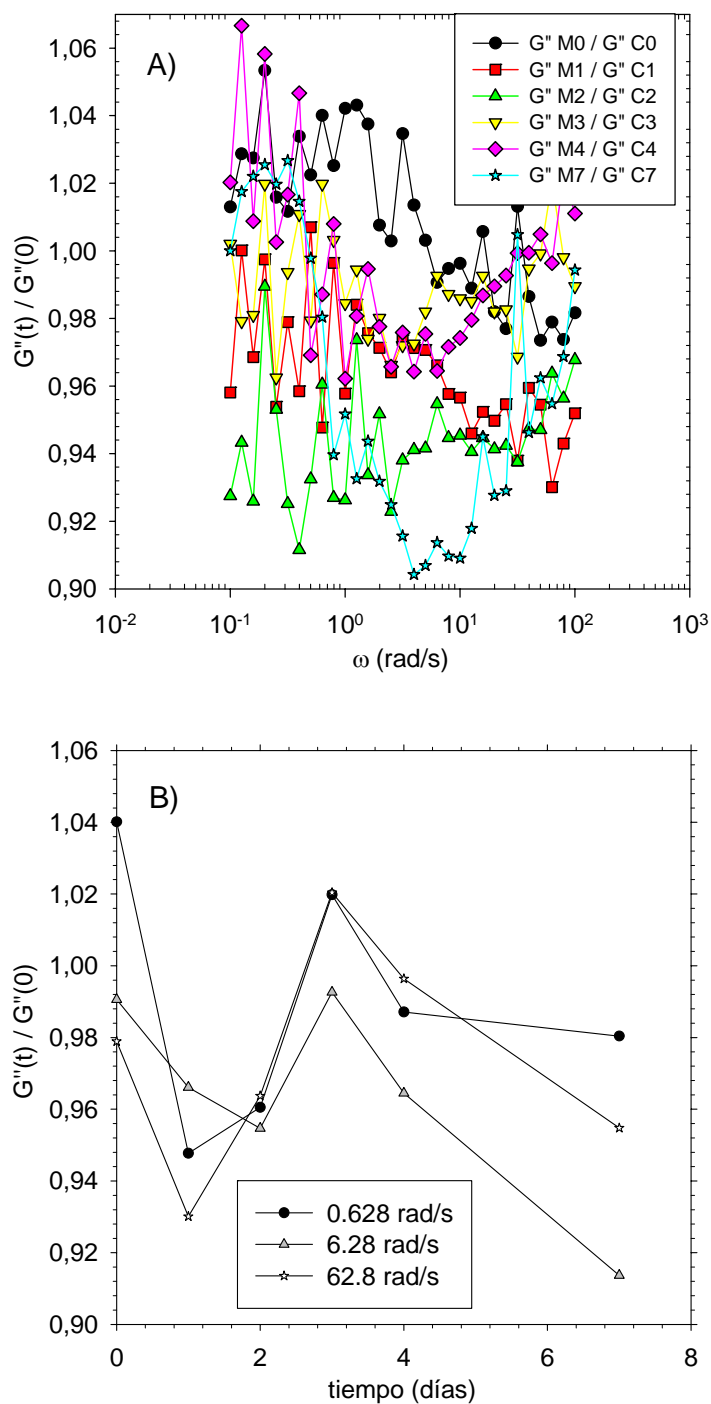 A)
1,06
1,04
1,02
1,00
0,98
0,96
0,94
0,92
0,90
G"(t) / G"(0)
G" M0 / G" C0
G" M1 / G" C1
G" M2 / G" C2
G" M3 / G" C3
G" M4 / G" C4
G" M7 / G" C7
10⁻² 10⁻¹ 10⁰ 10¹ 10² 10³
ω (rad/s)
B)
1,06
1,04
1,02
1,00
0,98
0,96
0,94
0,92
0,90
G"(t) / G"(0)
0.628 rad/s
6.28 rad/s
62.8 rad/s
0 2 4 6 8
tiempo (días)